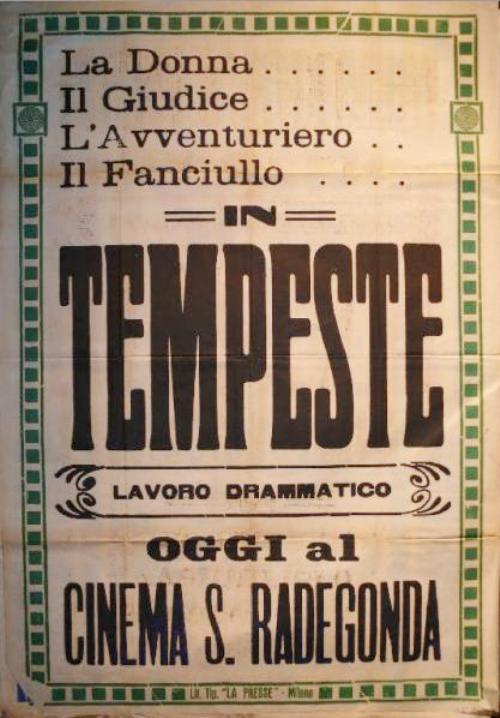 La Donna . . . . . .
Il Giudice . . . . . .
L'Avventuriero . .
Il Fanciullo . . . .
IN
TEMPESTE
LAVORO DRAMMATICO
OGGI al
CINEMA S. RADEGONDA
Lit. Tip. "LA PRESSE" - Milano